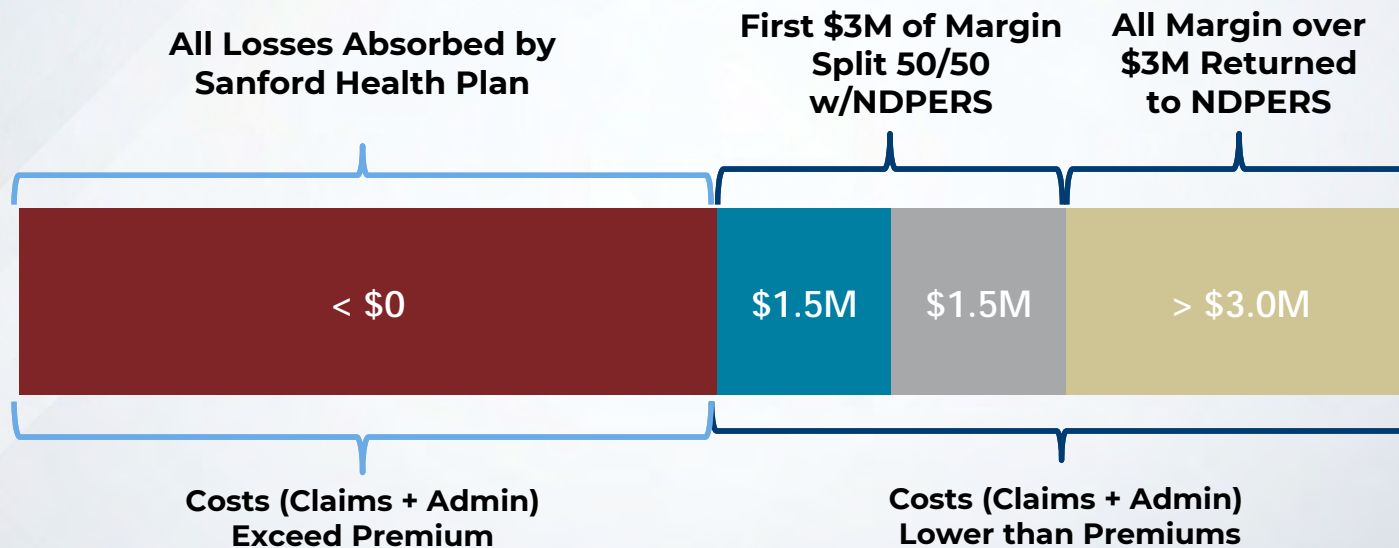 All Losses Absorbed by
Sanford Health Plan
First $3M of Margin
Split 50/50
w/NDPERS
All Margin over
$3M Returned
to NDPERS
< $0
$1.5M
$1.5M
> $3.0M
Costs (Claims + Admin)
Exceed Premium
Costs (Claims + Admin)
Lower than Premiums